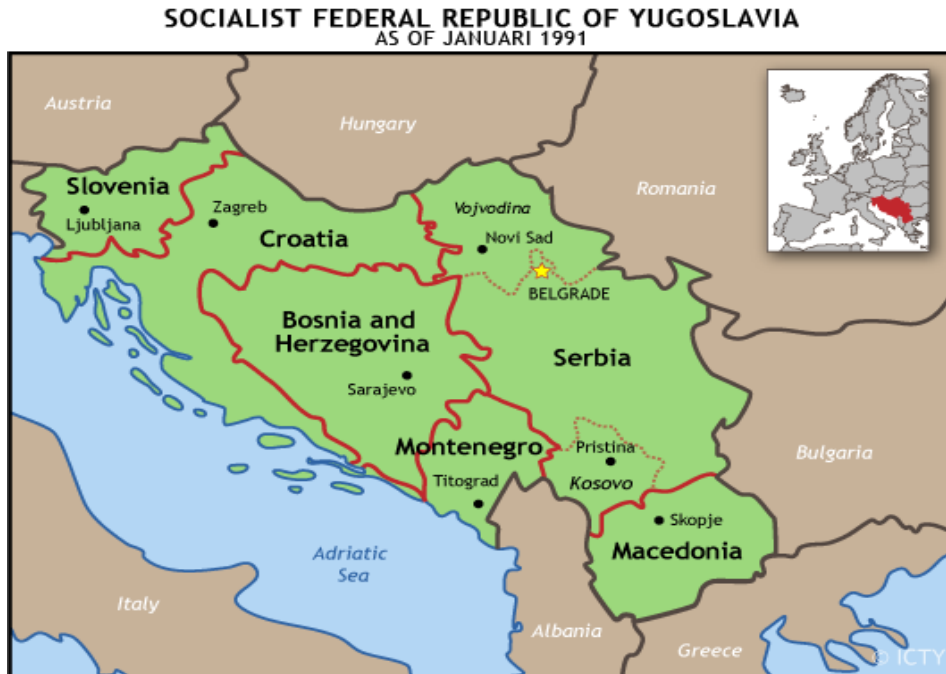 SOCIALIST FEDERAL REPUBLIC OF YUGOSLAVIA
AS OF JANUARI 1991
Austria
Hungary
Romania
Slovenia
Ljubljana
Zagreb
Croatia
Vojvodina
Novi Sad
BELGRADE
Bosnia and
Herzegovina
Sarajevo
Serbia
Montenegro
Titograd
Pristina
Kosovo
Bulgaria
Skopje
Macedonia
Adriatic
Sea
Italy
Albania
Greece
© ICTY